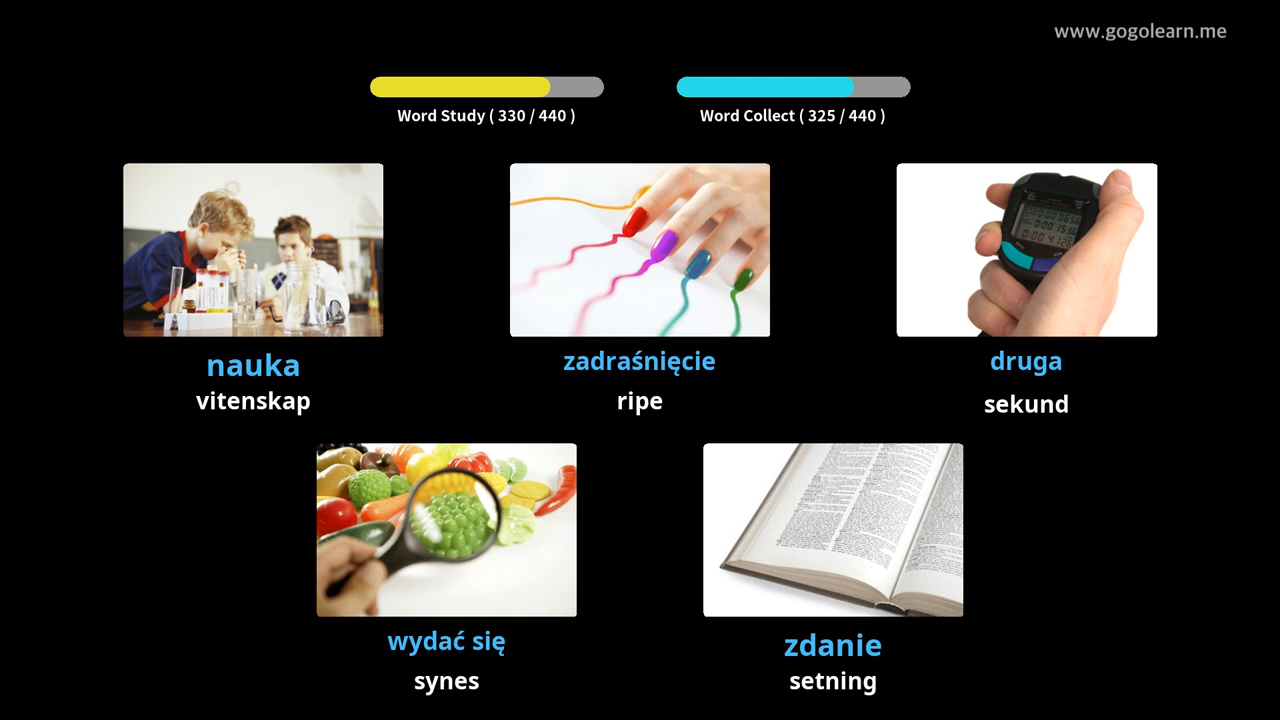 www.gogolearn.me
Word Study ( 330 / 440 )
Word Collect ( 325 / 440 )
nauka
vitenskap
zadraśnięcie
ripe
druga
sekund
wydać się
synes
zdanie
setning